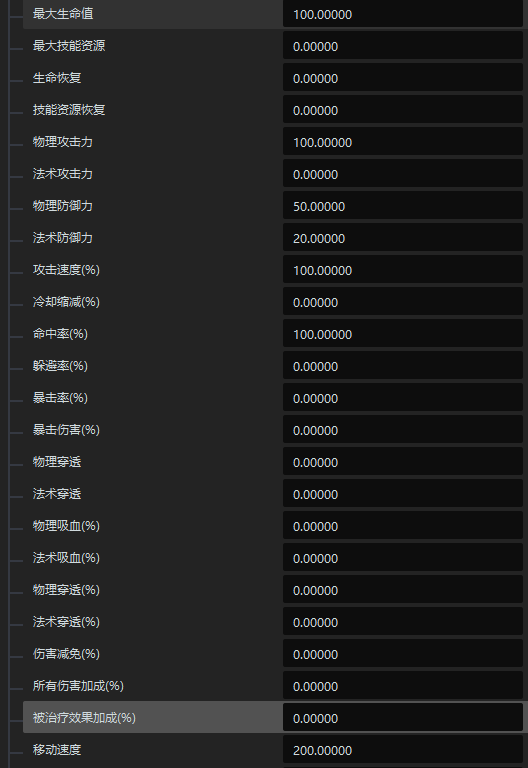 最大生命值 100.00000
最大技能资源 0.00000
生命恢复 0.00000
技能资源恢复 0.00000
物理攻击力 100.00000
法术攻击力 0.00000
物理防御力 50.00000
法术防御力 20.00000
攻击速度(%) 100.00000
冷却缩减(%) 0.00000
命中率(%) 100.00000
躲避率(%) 0.00000
暴击率(%) 0.00000
暴击伤害(%) 0.00000
物理穿透 0.00000
法术穿透 0.00000
物理吸血(%) 0.00000
法术吸血(%) 0.00000
物理穿透(%) 0.00000
法术穿透(%) 0.00000
伤害减免(%) 0.00000
所有伤害加成(%) 0.00000
被治疗效果加成(%) 0.00000
移动速度 200.00000